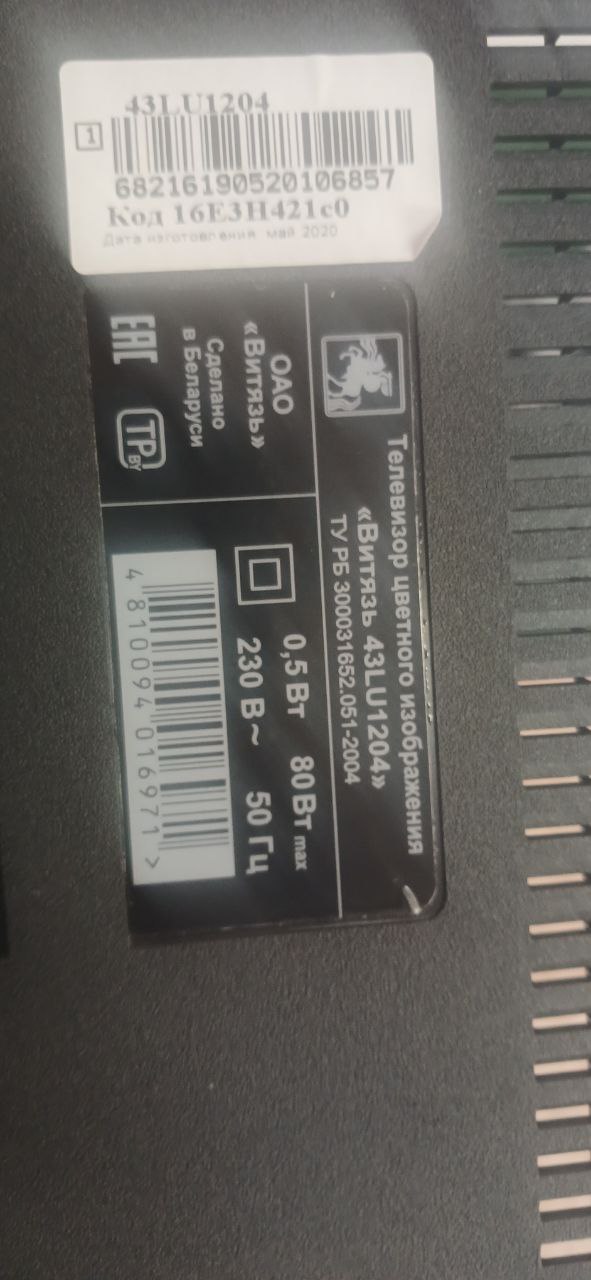 43LU1204
1
68216190520106857
Код 16E3H421c0
Дата изготовления май 2020
Телевизор цветного изображения
«Витязь 43LU1204»
ТУ РБ 300031652.051-2004
ОАО
«Витязь»
Сделано
в Беларуси
EAC
ТР BY
0,5 Вт 80 Вт max
230 В ~ 50 Гц
4 810094 016971 >